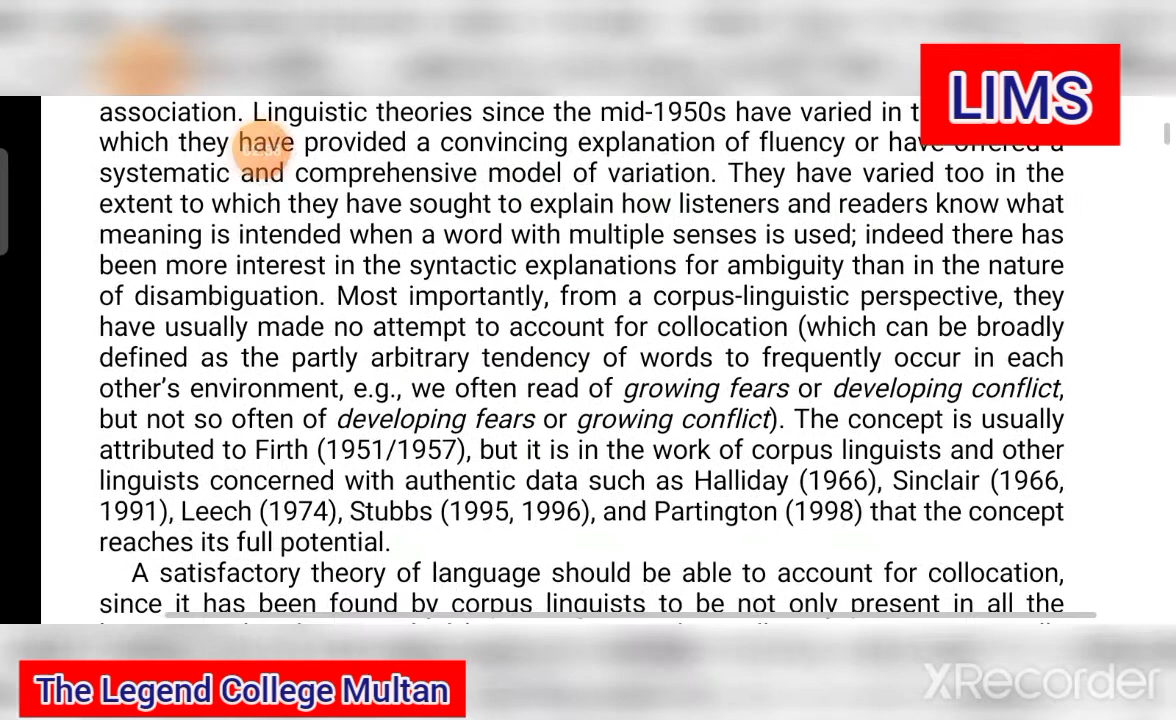 LIMS
association. Linguistic theories since the mid-1950s have varied in
which they have provided a convincing explanation of fluency or have offered a
systematic and comprehensive model of variation. They have varied too in the
extent to which they have sought to explain how listeners and readers know what
meaning is intended when a word with multiple senses is used; indeed there has
been more interest in the syntactic explanations for ambiguity than in the nature
of disambiguation. Most importantly, from a corpus-linguistic perspective, they
have usually made no attempt to account for collocation (which can be broadly
defined as the partly arbitrary tendency of words to frequently occur in each
other's environment, e.g., we often read of growing fears or developing conflict,
but not so often of developing fears or growing conflict). The concept is usually
attributed to Firth (1951/1957), but it is in the work of corpus linguists and other
linguists concerned with authentic data such as Halliday (1966), Sinclair (1966,
1991), Leech (1974), Stubbs (1995, 1996), and Partington (1998) that the concept
reaches its full potential.
A satisfactory theory of language should be able to account for collocation,
since it has been found by corpus linguists to be not only present in all the
The Legend College Multan
XRecorder